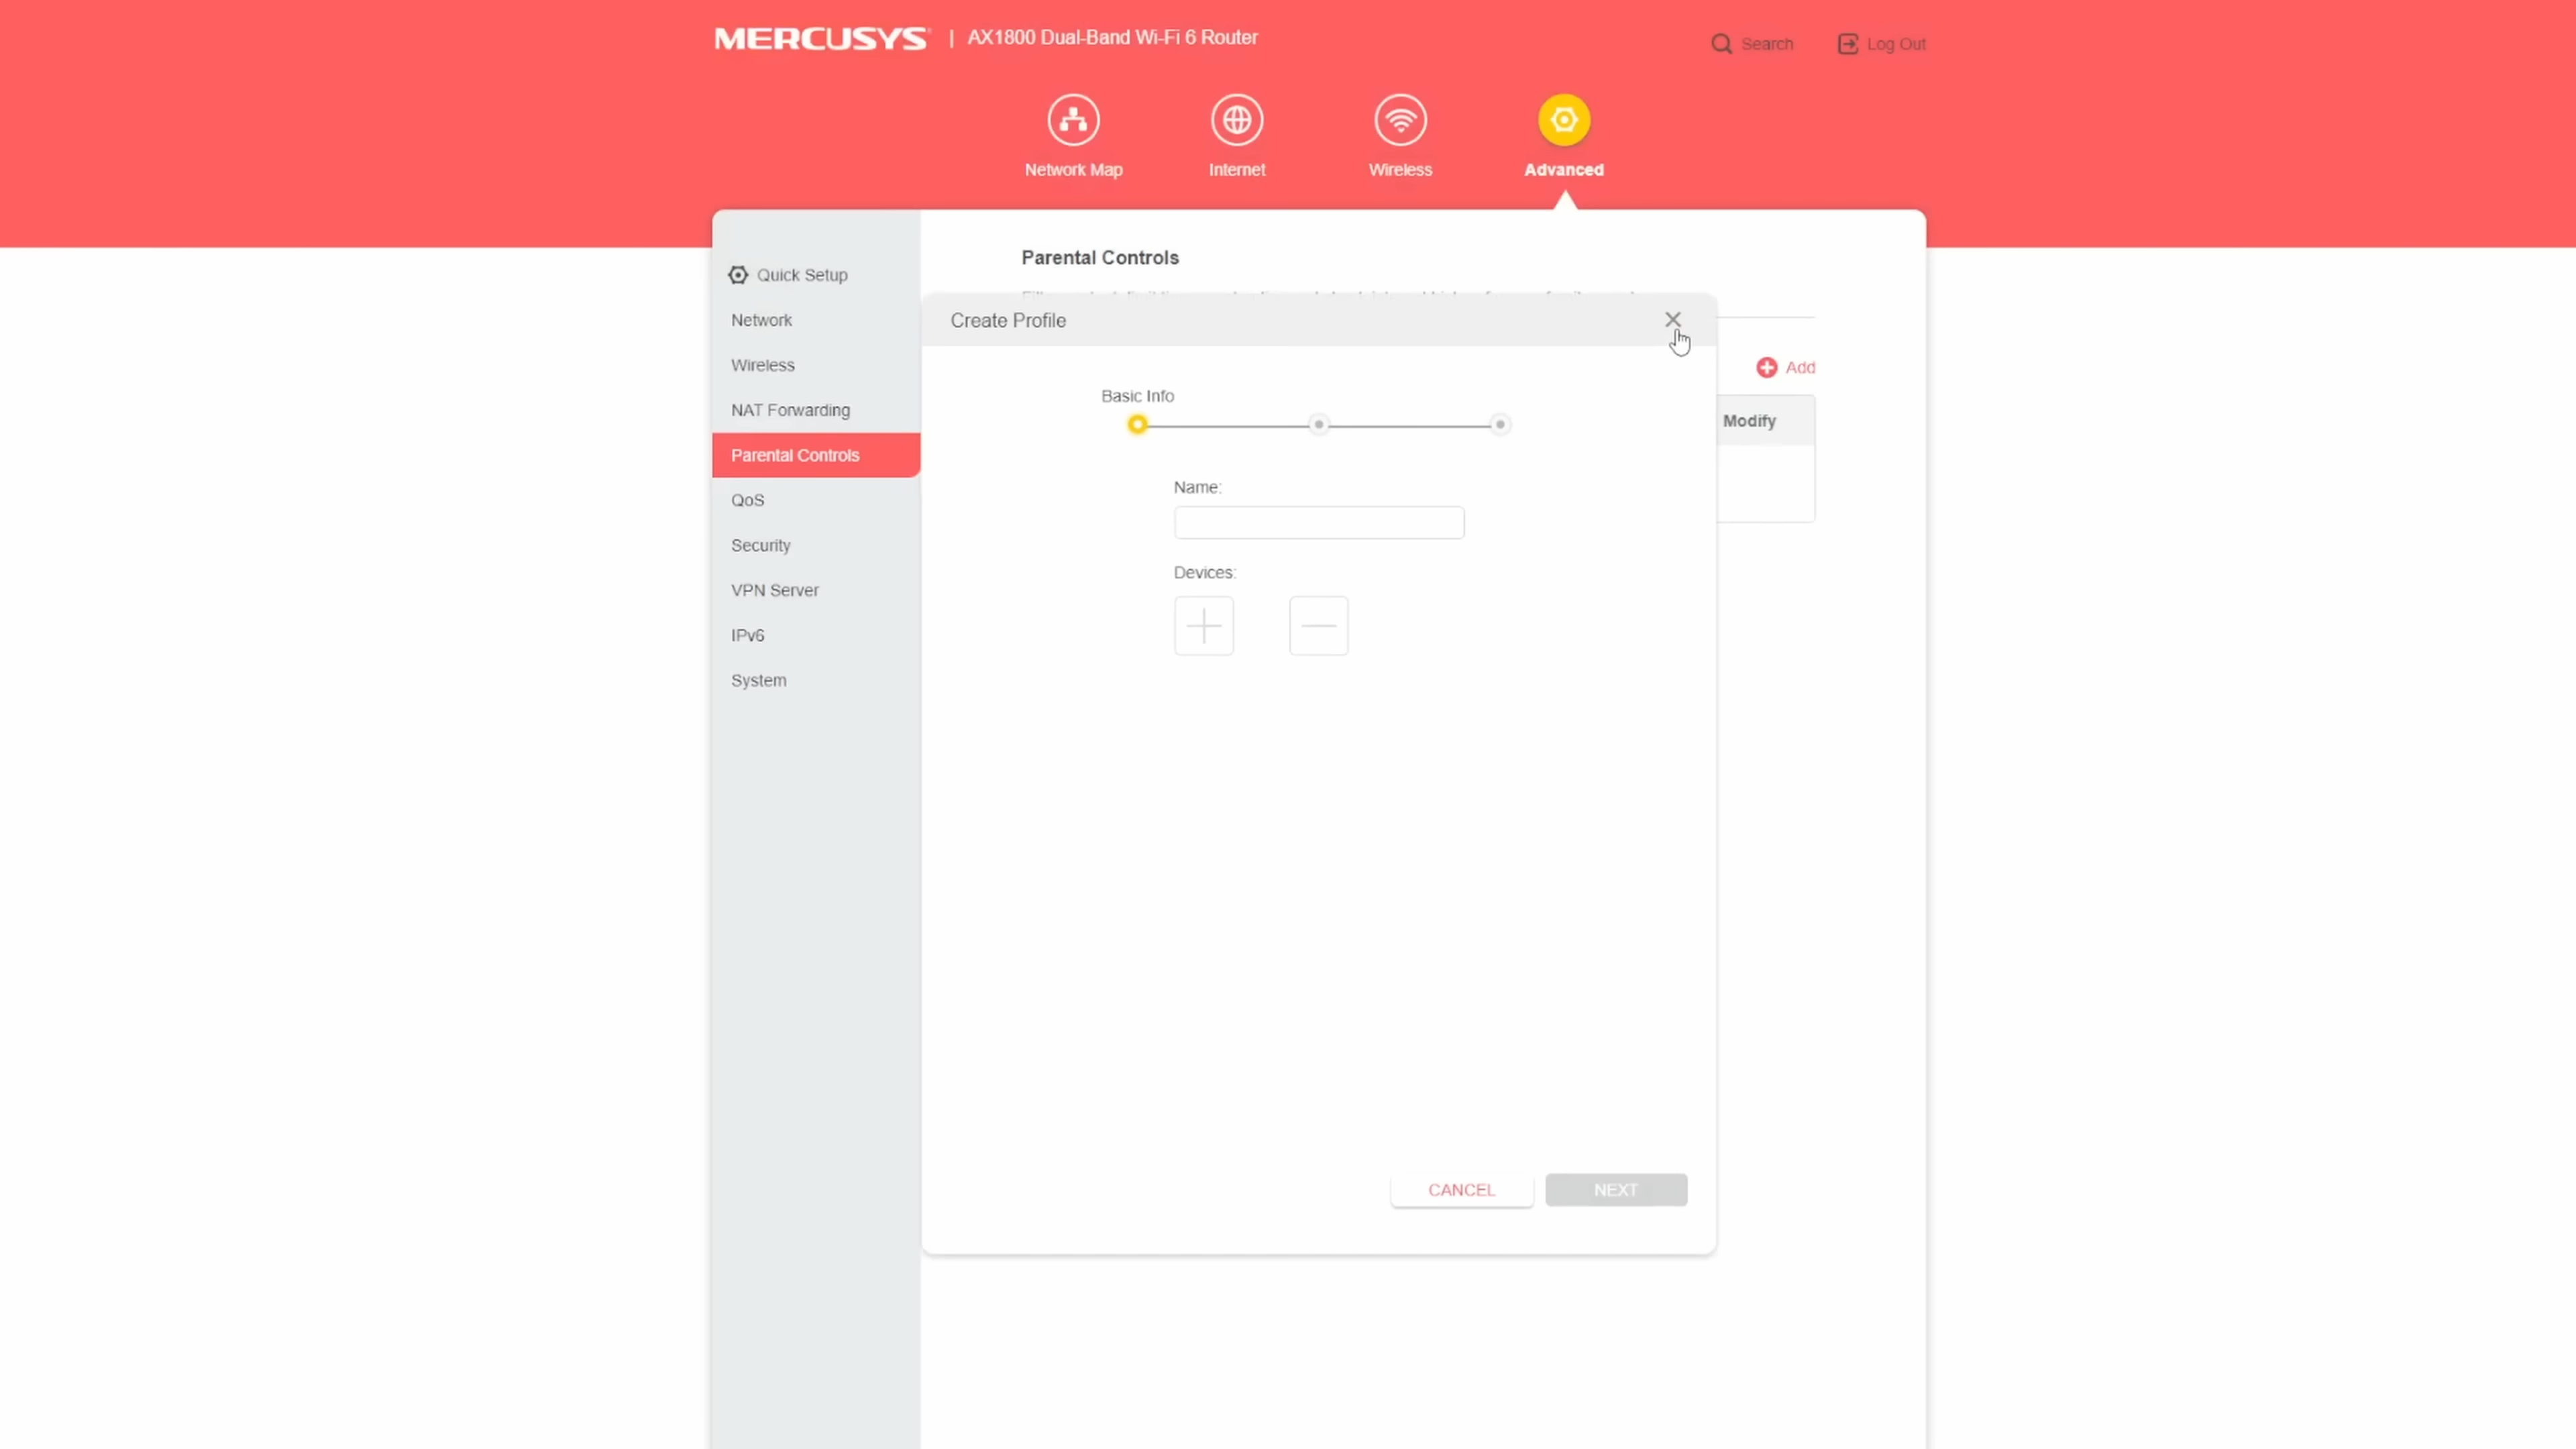 MERCUSYS | AX1800 Dual-Band Wi-Fi 6 Router
Search
Log Out
Network Map
Internet
Wireless
Advanced
Quick Setup
Network
Wireless
NAT Forwarding
Parental Controls
QoS
Security
VPN Server
IPv6
System
Parental Controls
Create Profile
Add
Modify
Basic Info
Name:
Devices:
CANCEL
NEXT